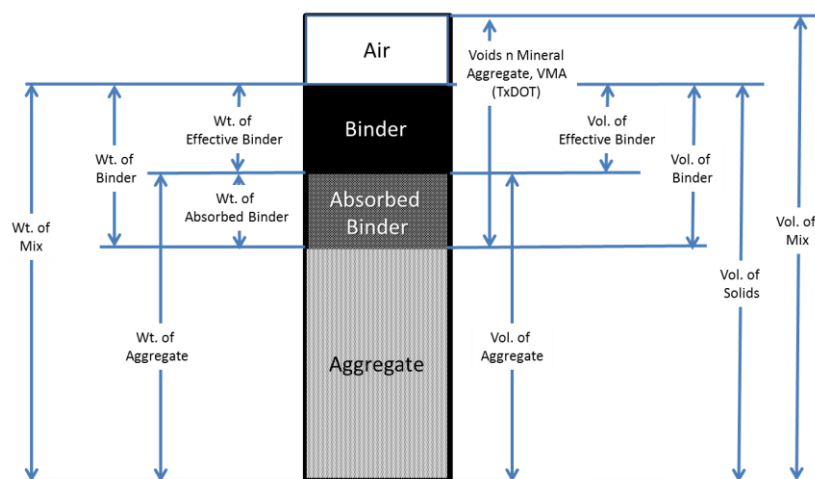 Air
Voids n Mineral
Aggregate, VMA
(TxDOT)
Wt. of
Effective Binder
Binder
Vol. of
Effective Binder
Wt. of
Binder
Vol. of
Binder
Wt. of
Absorbed Binder
Absorbed
Binder
Wt. of
Mix
Vol. of
Mix
Vol. of
Solids
Wt. of
Aggregate
Vol. of
Aggregate
Aggregate